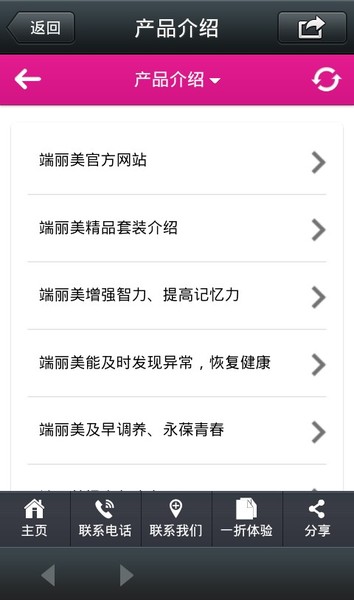 返回
产品介绍
产品介绍
端丽美官方网站
端丽美精品套装介绍
端丽美增强智力、提高记忆力
端丽美能及时发现异常，恢复健康
端丽美及早调养、永葆青春
主页
联系电话
联系我们
一折体验
分享